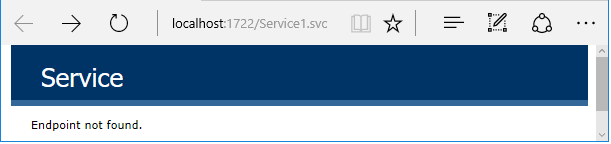 localhost:1722/Service1.svc
Service
Endpoint not found.